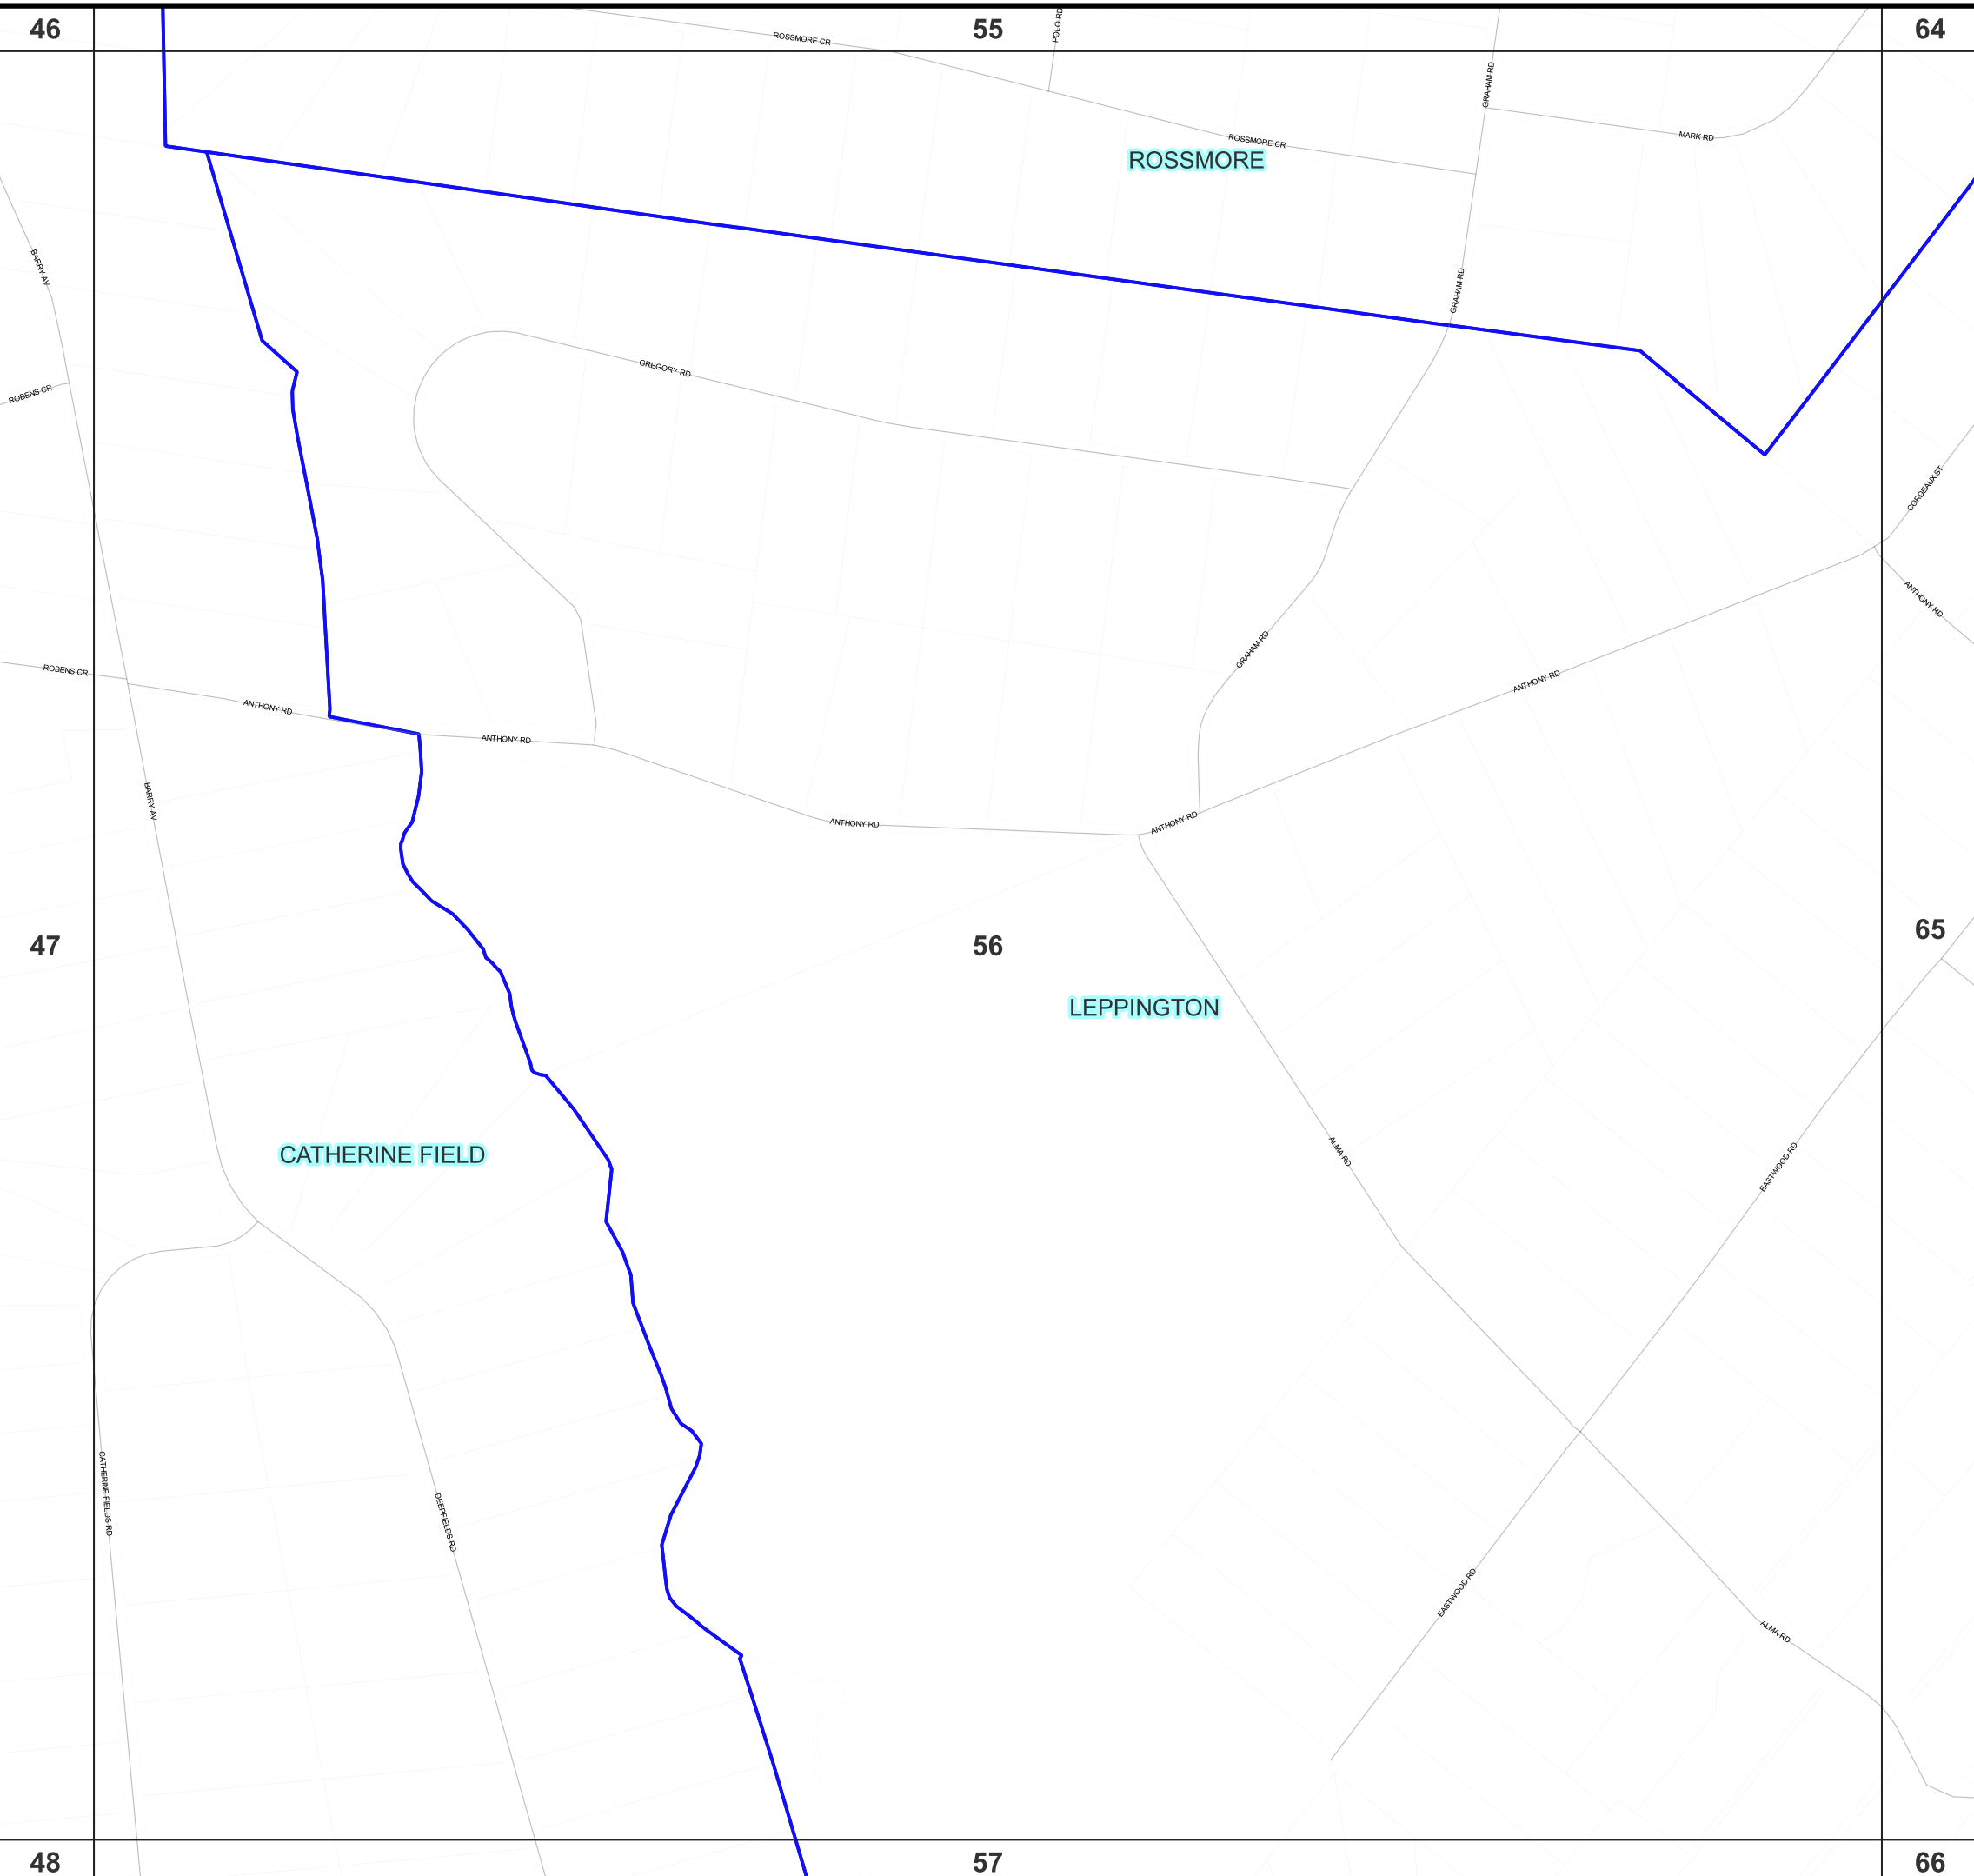 46
55
64
ROSSMORE CR
POLO RD
GRAHAM RD
MARK RD
ROSSMORE CR
ROSSMORE
BARRY AV
GRAHAM RD
GREGORY RD
ROBENS CR
CORDEAUX ST
ANTHONY RD
GRAHAM RD
ROBENS CR
ANTHONY RD
ANTHONY RD
ANTHONY RD
BARRY AV
ANTHONY RD
ANTHONY RD
47
56
65
LEPPINGTON
CATHERINE FIELD
ALMA RD
EASTWOOD RD
CATHERINE FIELDS RD
DEEPFIELDS RD
EASTWOOD RD
ALMA RD
48
57
66